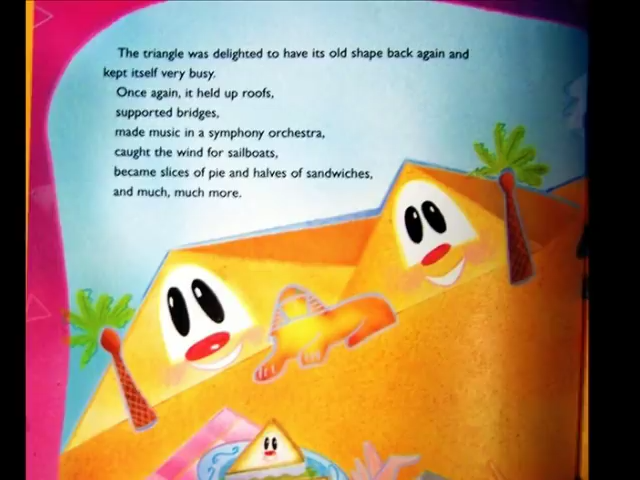 The triangle was delighted to have its old shape back again and
kept itself very busy.
Once again, it held up roofs,
supported bridges,
made music in a symphony orchestra,
caught the wind for sailboats,
became slices of pie and halves of sandwiches,
and much, much more.